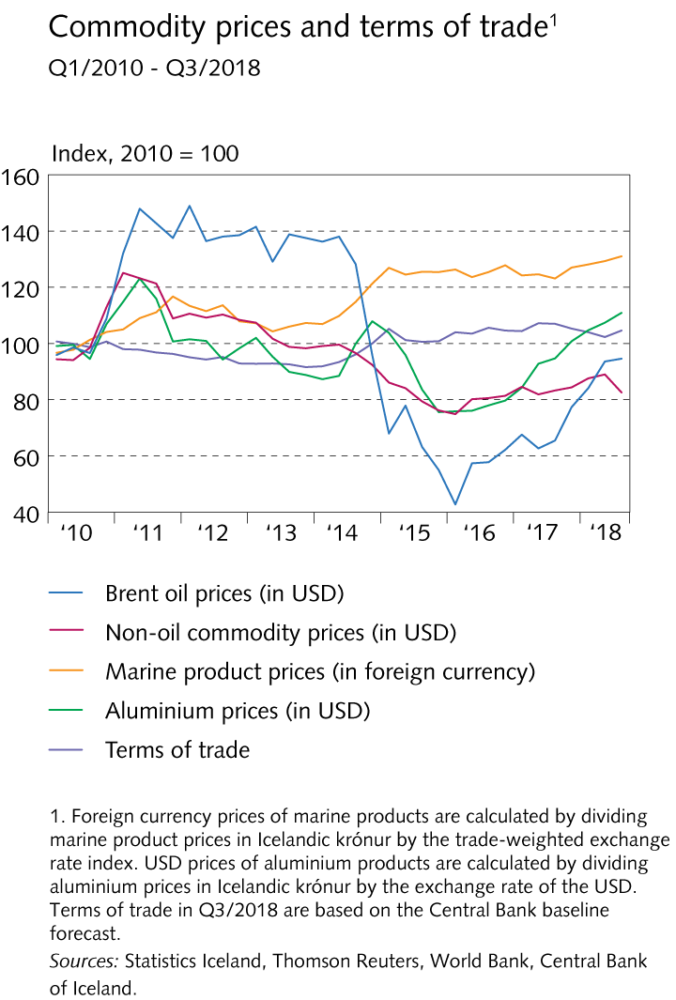 Commodity prices and terms of trade¹
Q1/2010 - Q3/2018
Index, 2010 = 100
160
140
120
100
80
60
40
‘10 ‘11 ‘12 ‘13 ‘14 ‘15 ‘16 ‘17 ‘18
Brent oil prices (in USD)
Non-oil commodity prices (in USD)
Marine product prices (in foreign currency)
Aluminium prices (in USD)
Terms of trade
1. Foreign currency prices of marine products are calculated by dividing
marine product prices in Icelandic krónur by the trade-weighted exchange
rate index. USD prices of aluminium products are calculated by dividing
aluminium prices in Icelandic krónur by the exchange rate of the USD.
Terms of trade in Q3/2018 are based on the Central Bank baseline
forecast.
Sources: Statistics Iceland, Thomson Reuters, World Bank, Central Bank
of Iceland.